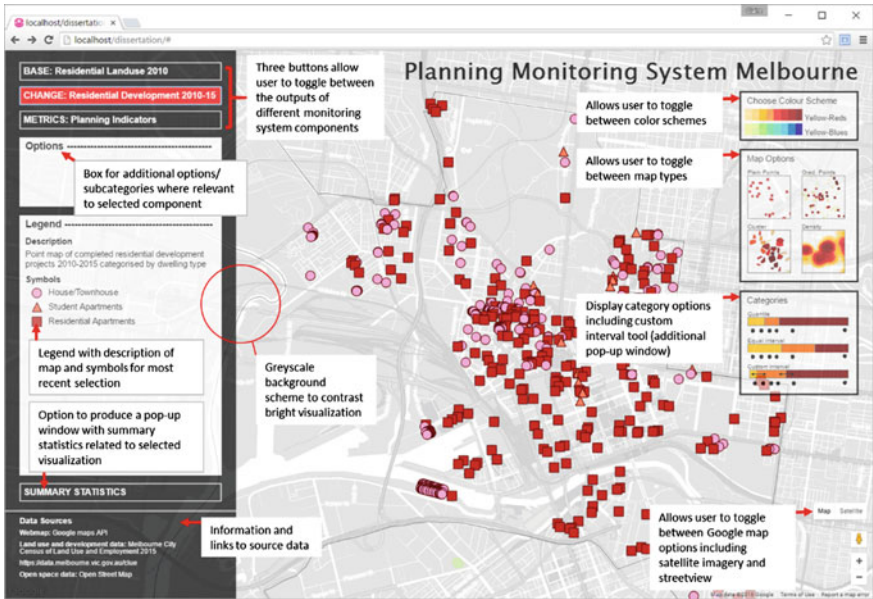 localhost/dissertation
localhost/dissertation/#
BASE: Residential Landuse 2010
CHANGE: Residential Development 2010-15
METRICS: Planning Indicators
Three buttons allow
user to toggle between
the outputs of
different monitoring
system components
Planning Monitoring System Melbourne
Options
Box for additional options/
subcategories where relevant
to selected component
Legend
Description
Point map of completed residential development
projects 2010-2015 categorised by dwelling type
Symbols
House/Townhouse
Student Apartments
Residential Apartments
Legend with description of
map and symbols for most
recent selection
Option to produce a pop-up
window with summary
statistics related to selected
visualization
SUMMARY STATISTICS
Data Sources
Webmap: Google maps API
Land use and development data: Melbourne City
Census of Land Use and Employment 2015
https://data.melbourne.vic.gov.au/clue
Open space data: Open Street Map
Information and
links to source data
Greyscale
background
scheme to contrast
bright visualization
Allows user to toggle
between color schemes
Choose Colour Scheme
Yellow-Reds
Yellow-Blues
Allows user to toggle
between map types
Map Options
Plain Points
Grad. Points
Cluster
Density
Display category options
including custom
interval tool (additional
pop-up window)
Categories
Quantile
Equal Interval
Custom Interval
Allows user to toggle
between Google map
options including
satellite imagery and
streetview
Map Satellite
Map data ©2015 Google Terms of Use Report a map error